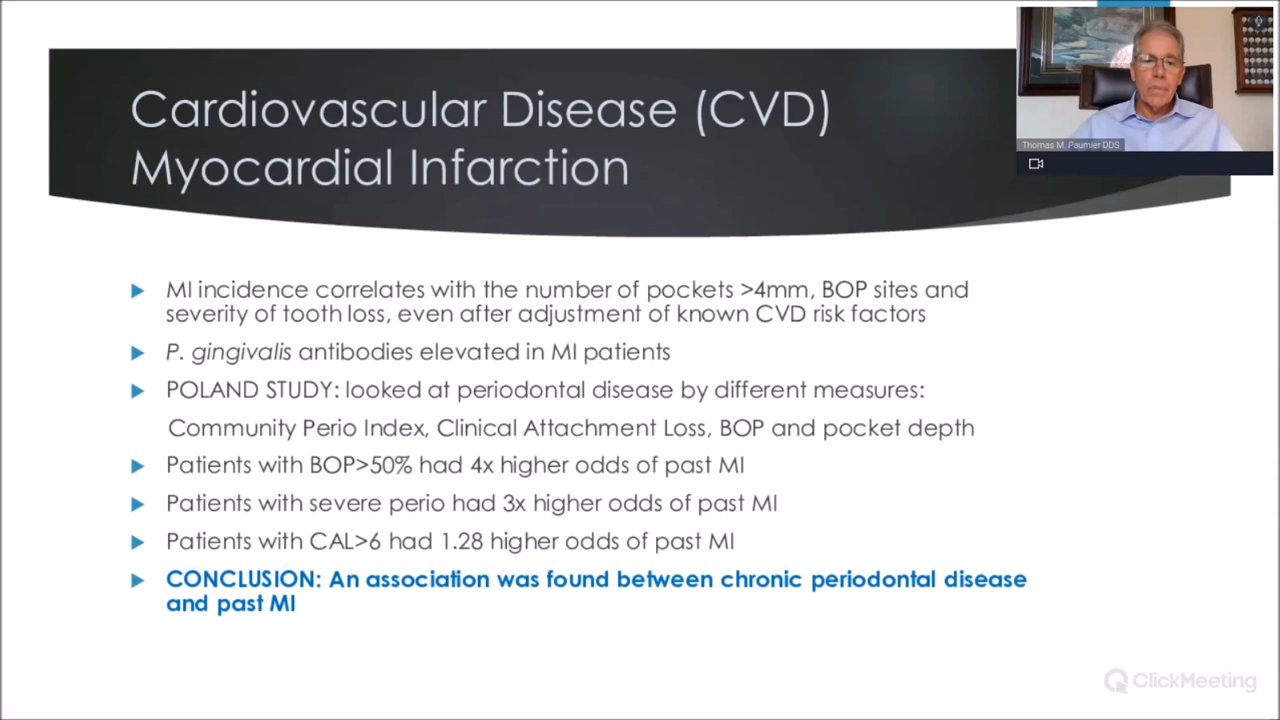 Cardiovascular Disease (CVD)
Myocardial Infarction
Thomas M. Paumier DDS
MI incidence correlates with the number of pockets >4mm, BOP sites and
severity of tooth loss, even after adjustment of known CVD risk factors
P. gingivalis antibodies elevated in MI patients
POLAND STUDY: looked at periodontal disease by different measures:
Community Perio Index, Clinical Attachment Loss, BOP and pocket depth
Patients with BOP>50% had 4x higher odds of past MI
Patients with severe perio had 3x higher odds of past MI
Patients with CAL>6 had 1.28 higher odds of past MI
CONCLUSION: An association was found between chronic periodontal disease
and past MI
ClickMeeting